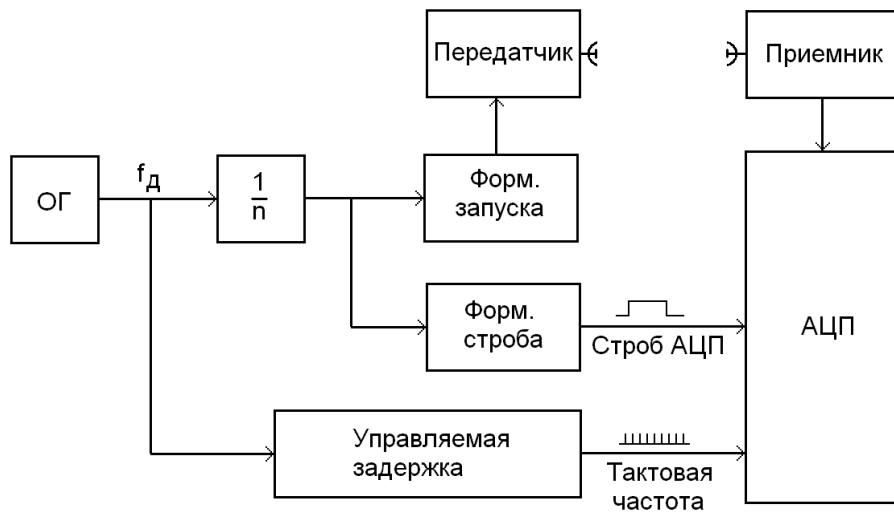 Передатчик
Приемник
ОГ
fД
1
n
Форм.
запуска
Форм.
строба
Строб АЦП
АЦП
Управляемая
задержка
Тактовая
частота